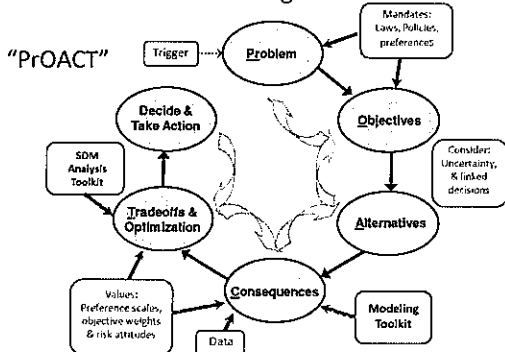 "PrOACT"
Trigger
Problem
Mandates:
Laws, Policies,
preferences
Decide &
Take Action
Objectives
SDM
Analysis
Toolkit
Consider:
Uncertainty,
& linked
decisions
Tradeoffs &
Optimization
Alternatives
Values:
Preference scales,
objective weights
& risk attitudes
Consequences
Modeling
Toolkit
Data